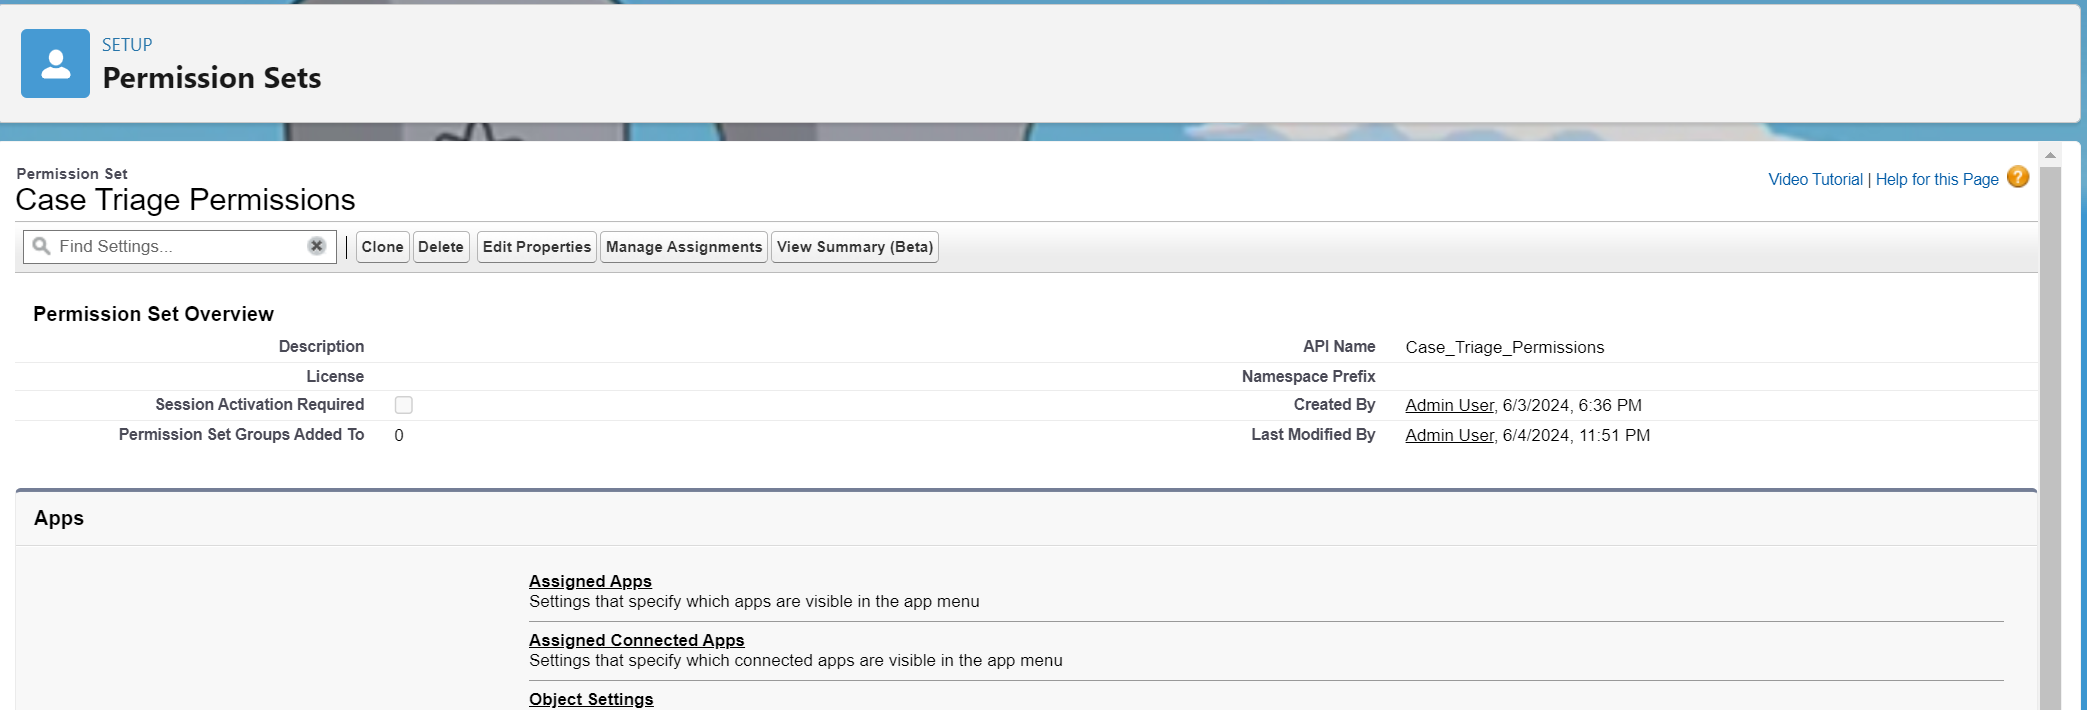 SETUP
Permission Sets
Permission Set
Case Triage Permissions
Video Tutorial | Help for this Page ?
Find Settings... Clone Delete Edit Properties Manage Assignments View Summary (Beta)
Permission Set Overview
Description API Name Case_Triage_Permissions
License Namespace Prefix
Session Activation Required Created By Admin User, 6/3/2024, 6:36 PM
Permission Set Groups Added To 0 Last Modified By Admin User, 6/4/2024, 11:51 PM
Apps
Assigned Apps
Settings that specify which apps are visible in the app menu
Assigned Connected Apps
Settings that specify which connected apps are visible in the app menu
Object Settings